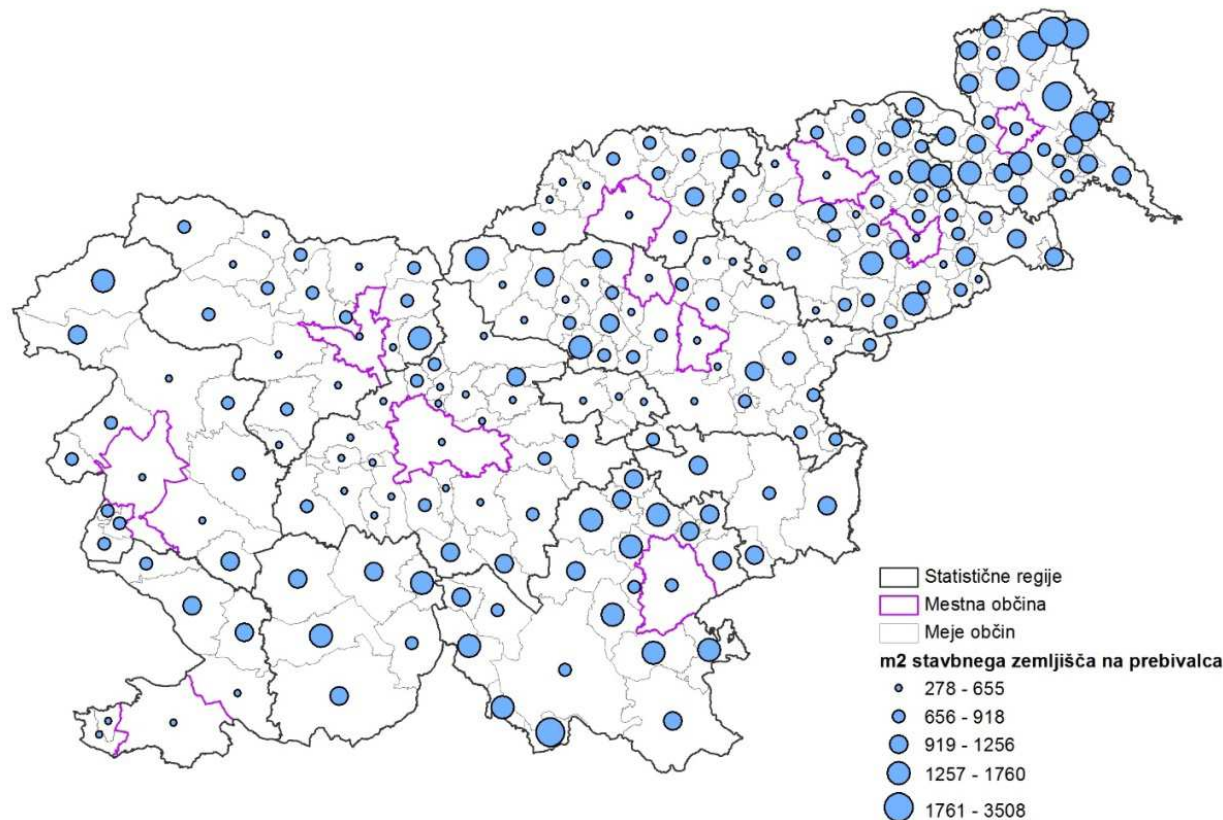 Statistične regije
Mestna občina
Meje občin
m2 stavbnega zemljišča na prebivalca
278 - 655
656 - 918
919 - 1256
1257 - 1760
1761 - 3508